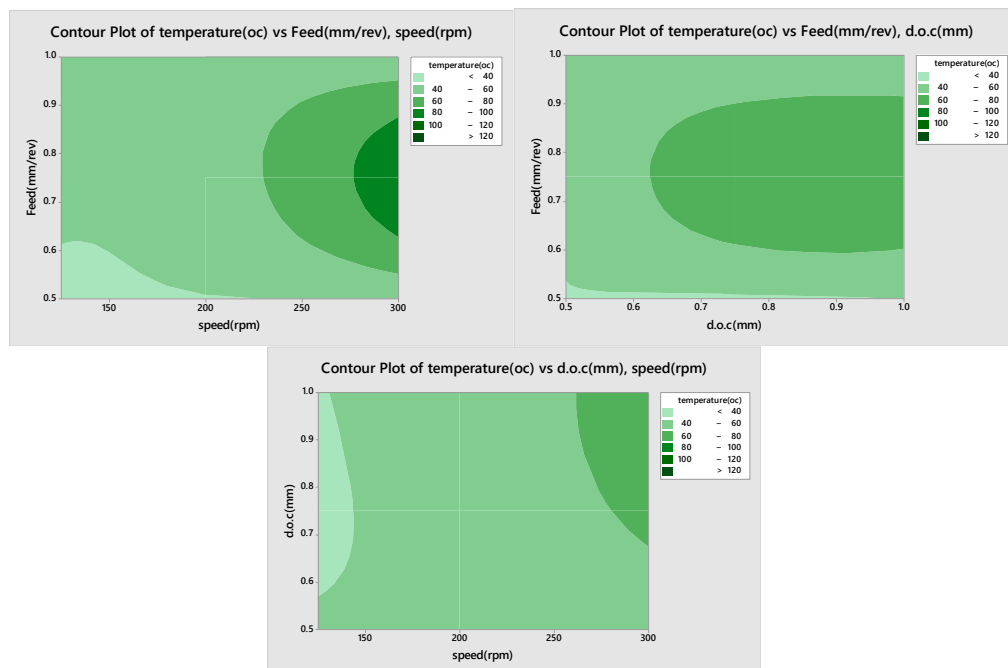 Contour Plot of temperature(oc) vs Feed(mm/rev), speed(rpm)
1.0
0.9
0.8
0.7
0.6
0.5
Feed(mm/rev)
150
200
250
300
speed(rpm)
temperature(oc)
< 40
40 – 60
60 – 80
80 – 100
100 – 120
> 120
Contour Plot of temperature(oc) vs Feed(mm/rev), d.o.c(mm)
1.0
0.9
0.8
0.7
0.6
0.5
Feed(mm/rev)
0.5
0.6
0.7
0.8
0.9
1.0
d.o.c(mm)
temperature(oc)
< 40
40 – 60
60 – 80
80 – 100
100 – 120
> 120
Contour Plot of temperature(oc) vs d.o.c(mm), speed(rpm)
1.0
0.9
0.8
0.7
0.6
0.5
d.o.c(mm)
150
200
250
300
speed(rpm)
temperature(oc)
< 40
40 – 60
60 – 80
80 – 100
100 – 120
> 120